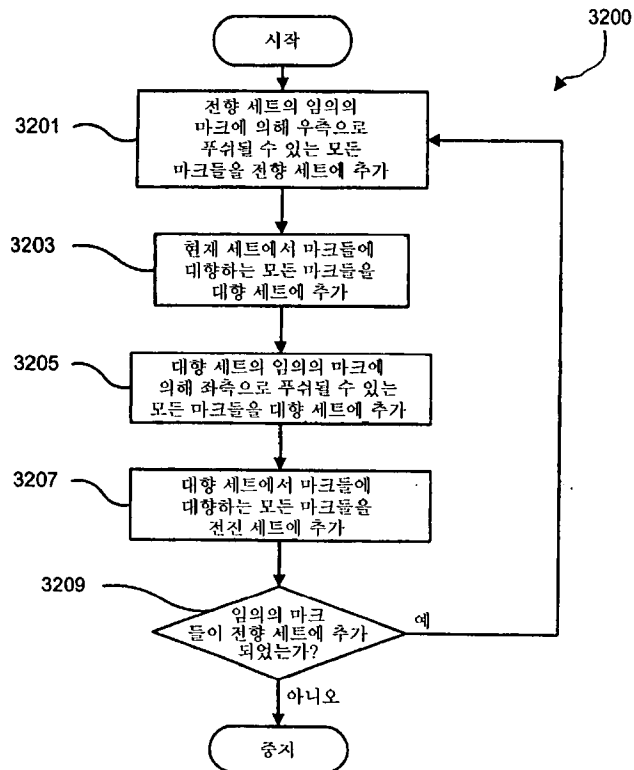 3200
시작
3201
전향 세트의 임의의
마크에 의해 우측으로
푸쉬될 수 있는 모든
마크들을 전향 세트에 추가
3203
현재 세트에서 마크들에
대향하는 모든 마크들을
대향 세트에 추가
3205
대향 세트의 임의의 마크에
의해 좌측으로 푸쉬될 수 있는
모든 마크들을 대향 세트에 추가
3207
대향 세트에서 마크들에
대향하는 모든 마크들을
전진 세트에 추가
3209
임의의 마크
들이 전향 세트에 추가
되었는가?
예
아니오
중지